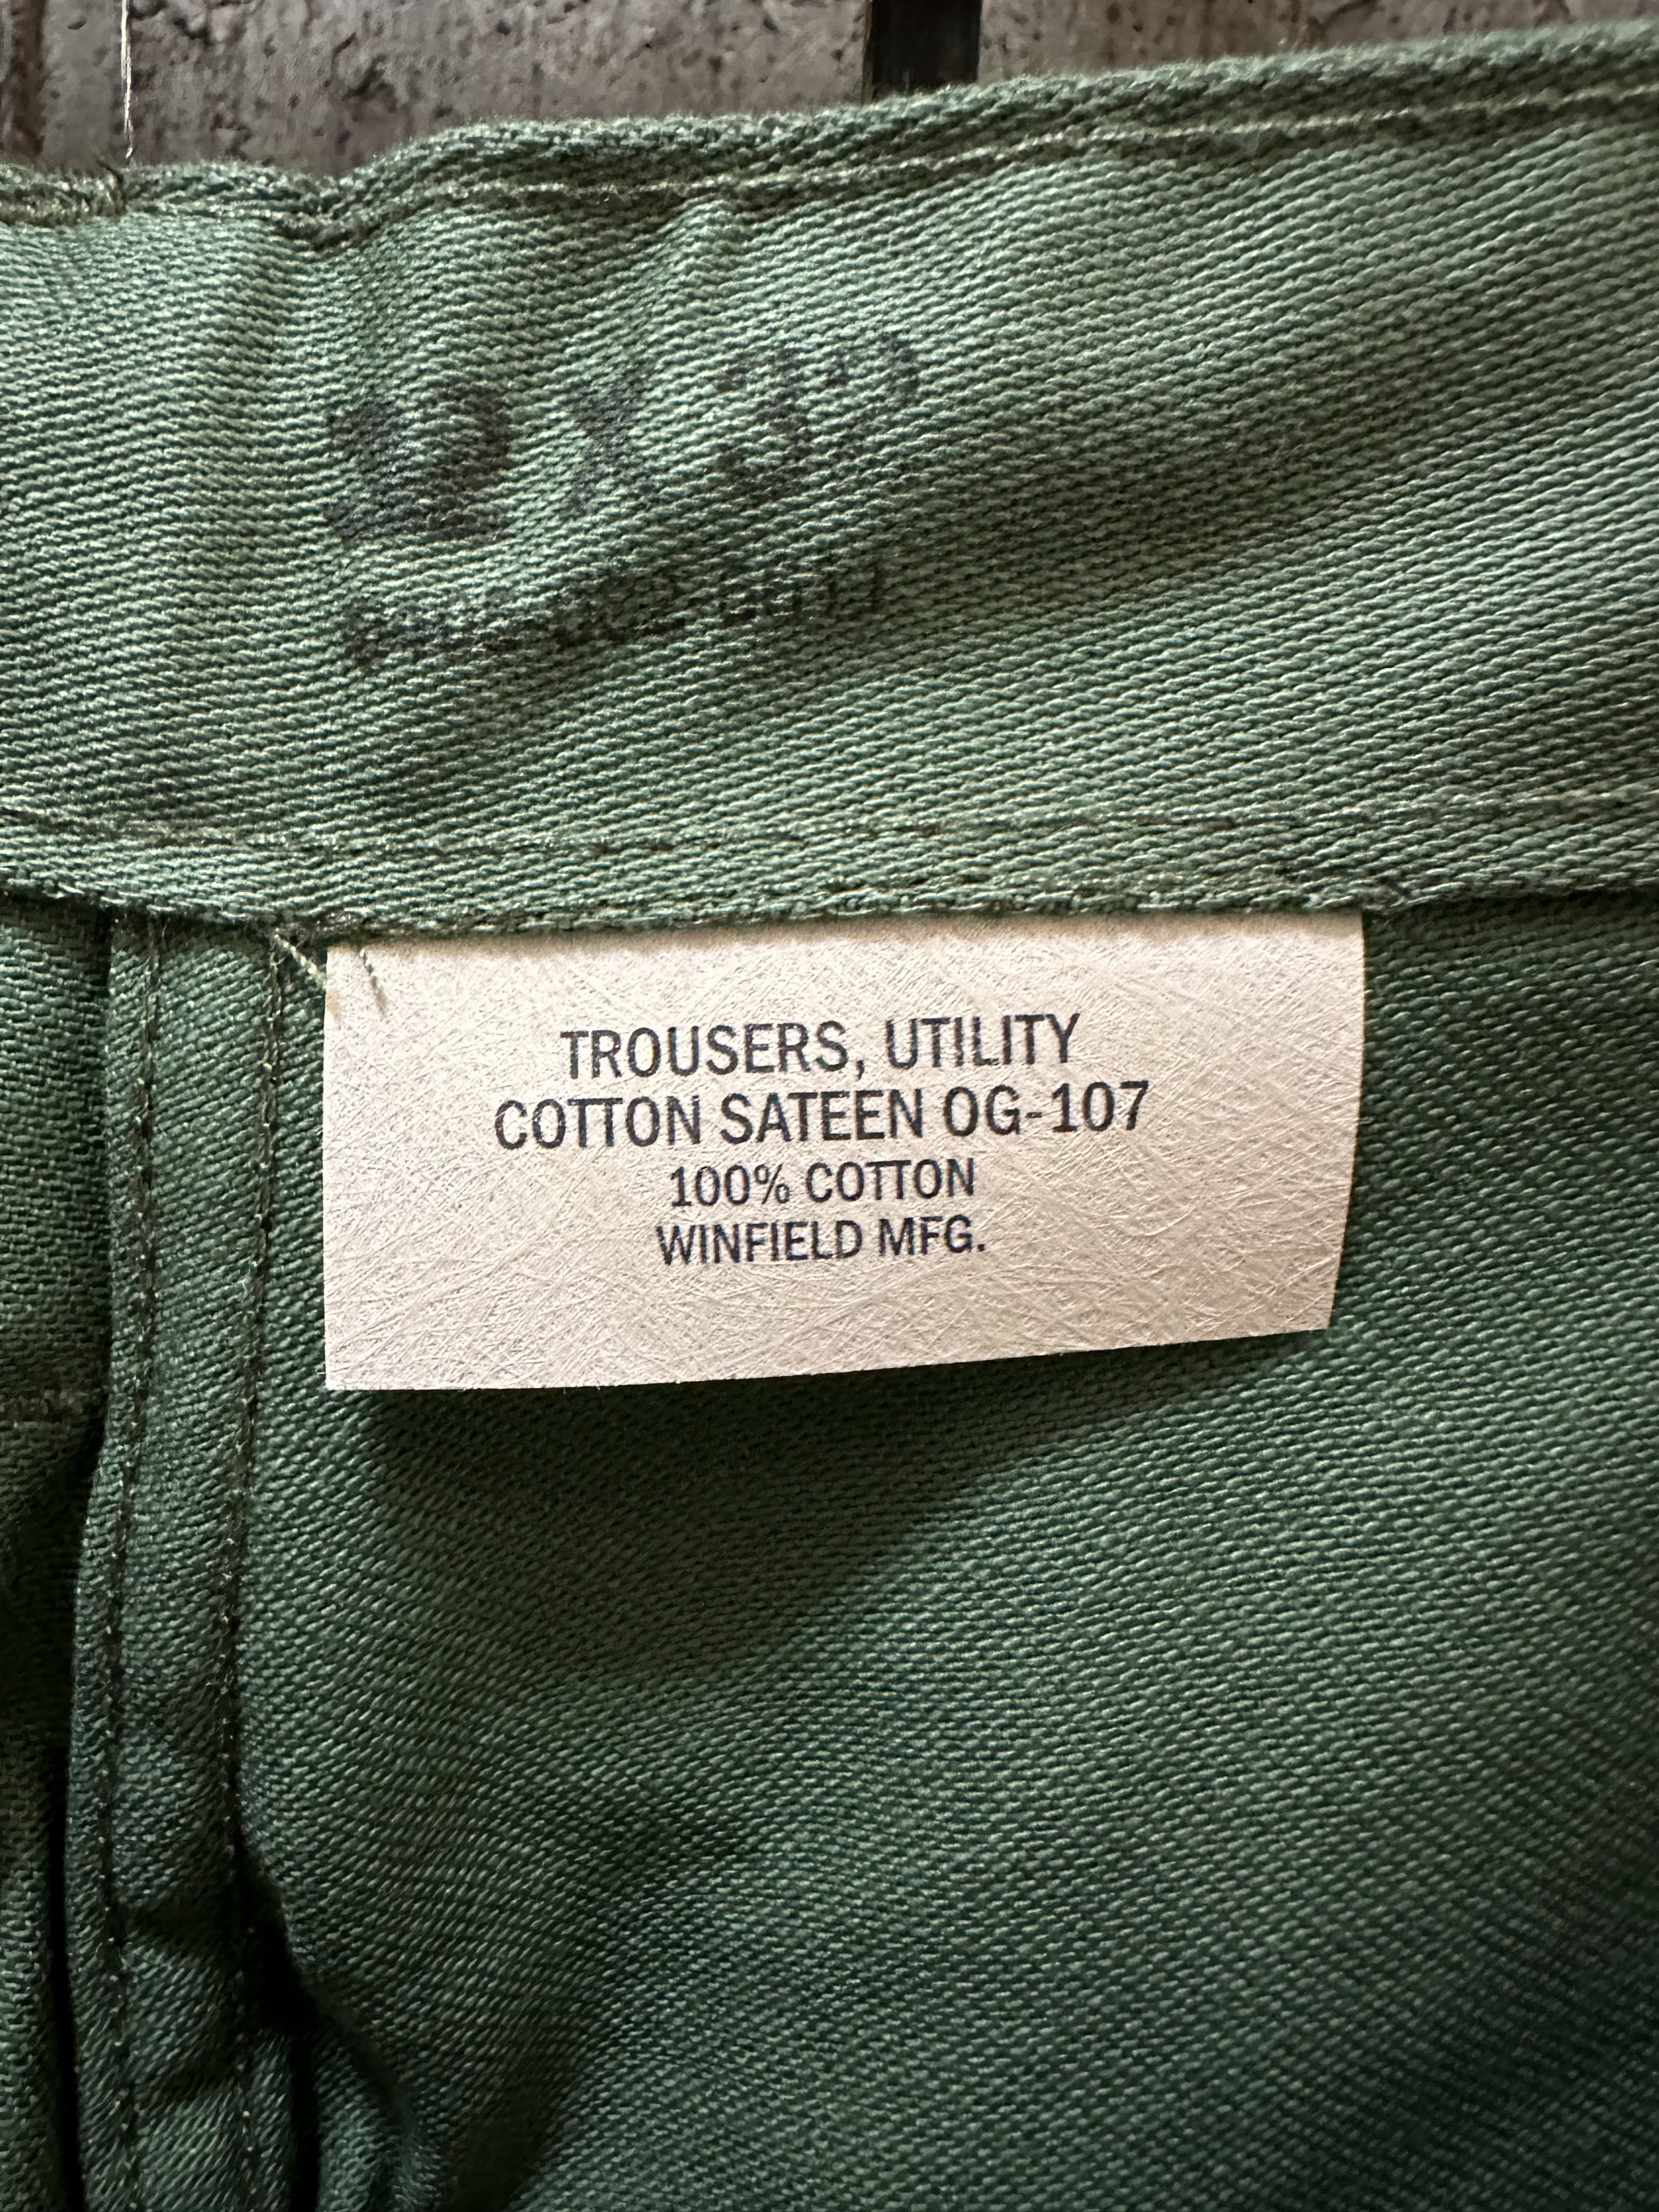 TROUSERS, UTILITY
COTTON SATEEN OG-107
100% COTTON
WINFIELD MFG.